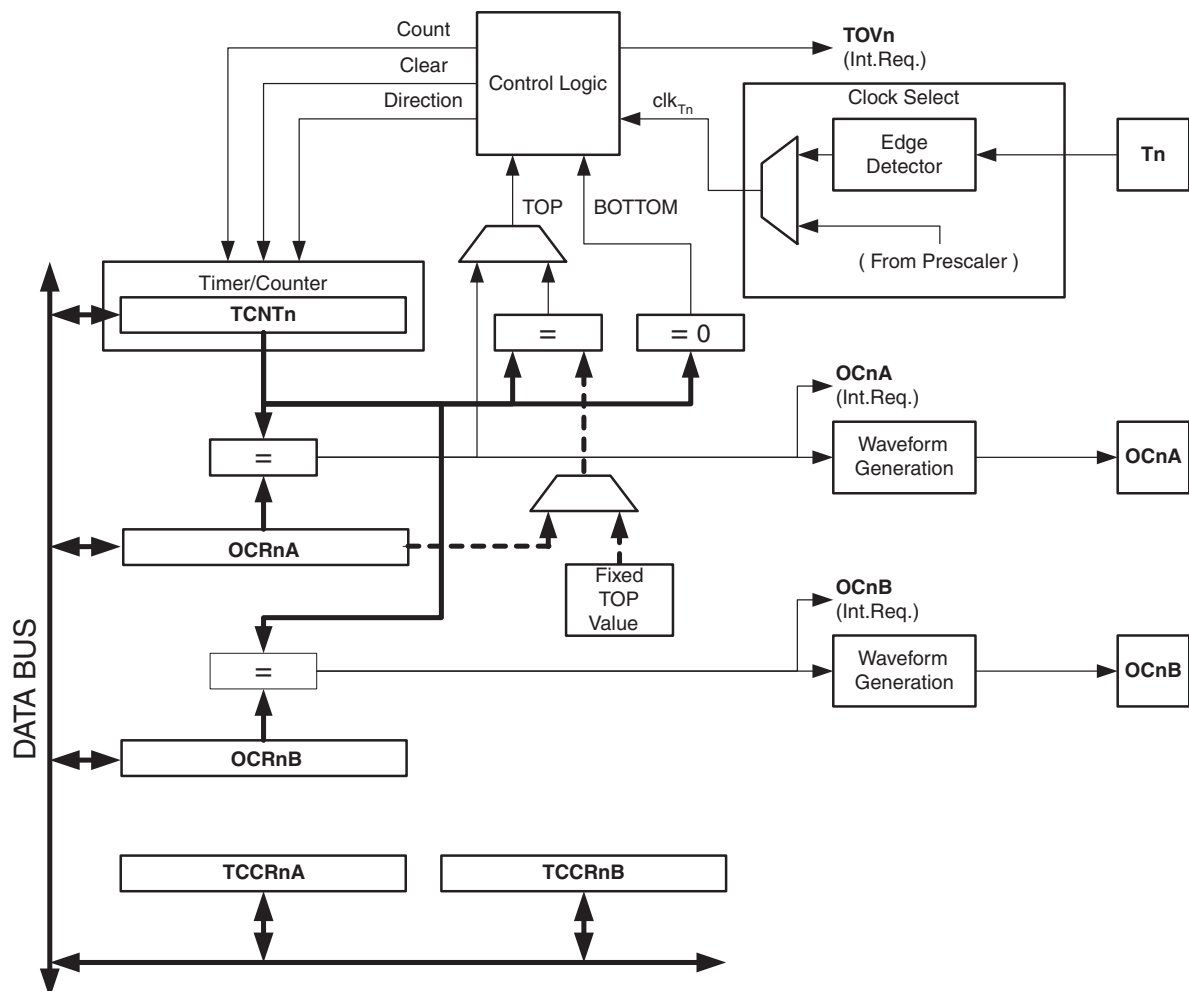 Count
Clear
Direction
Control Logic
TOVn
(Int.Req.)
clkTn
Clock Select
Edge
Detector
Tn
( From Prescaler )
TOP
BOTTOM
Timer/Counter
TCNTn
=
= 0
OCnA
(Int.Req.)
=
Waveform
Generation
OCnA
OCRnA
Fixed
TOP
Value
OCnB
(Int.Req.)
=
Waveform
Generation
OCnB
OCRnB
DATA BUS
TCCRnA
TCCRnB